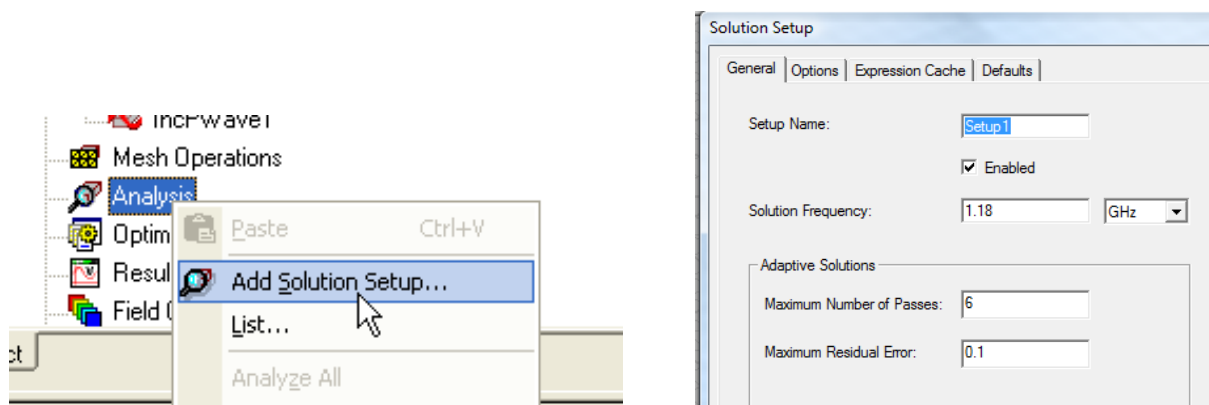 IncPWave1
Mesh Operations
Analysis
Optim
Resul
Field
ct
Paste Ctrl+V
Add Solution Setup...
List...
Analyze All
Solution Setup
General Options Expression Cache Defaults
Setup Name: Setup1
Enabled
Solution Frequency: 1.18 GHz
Adaptive Solutions
Maximum Number of Passes: 6
Maximum Residual Error: 0.1